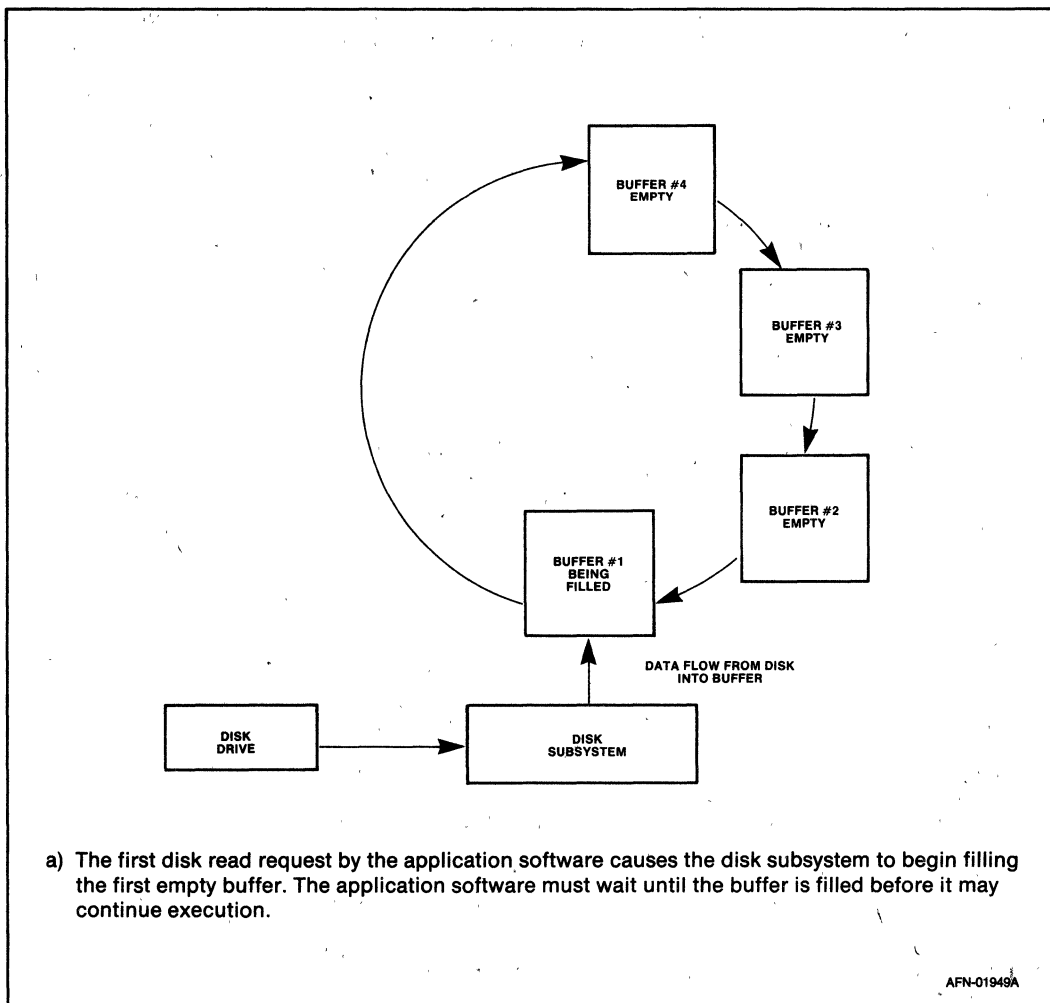 BUFFER #4
EMPTY
BUFFER #3
EMPTY
BUFFER #2
EMPTY
BUFFER #1
BEING
FILLED
DATA FLOW FROM DISK
INTO BUFFER
DISK
DRIVE
DISK
SUBSYSTEM
a) The first disk read request by the application software causes the disk subsystem to begin filling
the first empty buffer. The application software must wait until the buffer is filled before it may
continue execution.
AFN-01949A